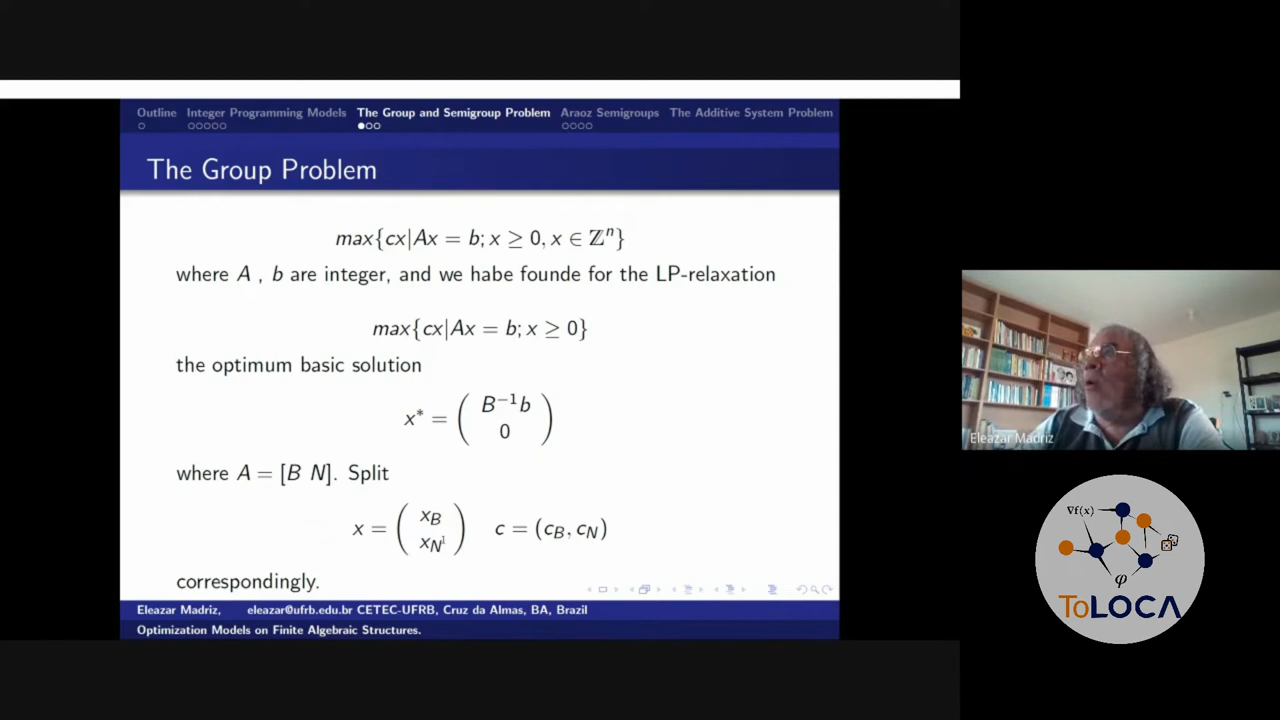 Outline Integer Programming Models The Group and Semigroup Problem Araoz Semigroups The Additive System Problem
The Group Problem
max{cx|Ax = b; x ≥ 0, x ∈ ℤⁿ}
where A , b are integer, and we habe founde for the LP-relaxation
max{cx|Ax = b; x ≥ 0}
the optimum basic solution
x* = ( B⁻¹b
0 )
where A = [B N]. Split
x = ( x_B
x_N ) c = (c_B, c_N)
correspondingly.
Eleazar Madriz, eleazar@ufrb.edu.br CETEC-UFRB, Cruz da Almas, BA, Brazil
Optimization Models on Finite Algebraic Structures.
Eleazar Madriz
∇f(x)
φ
ToLOCA